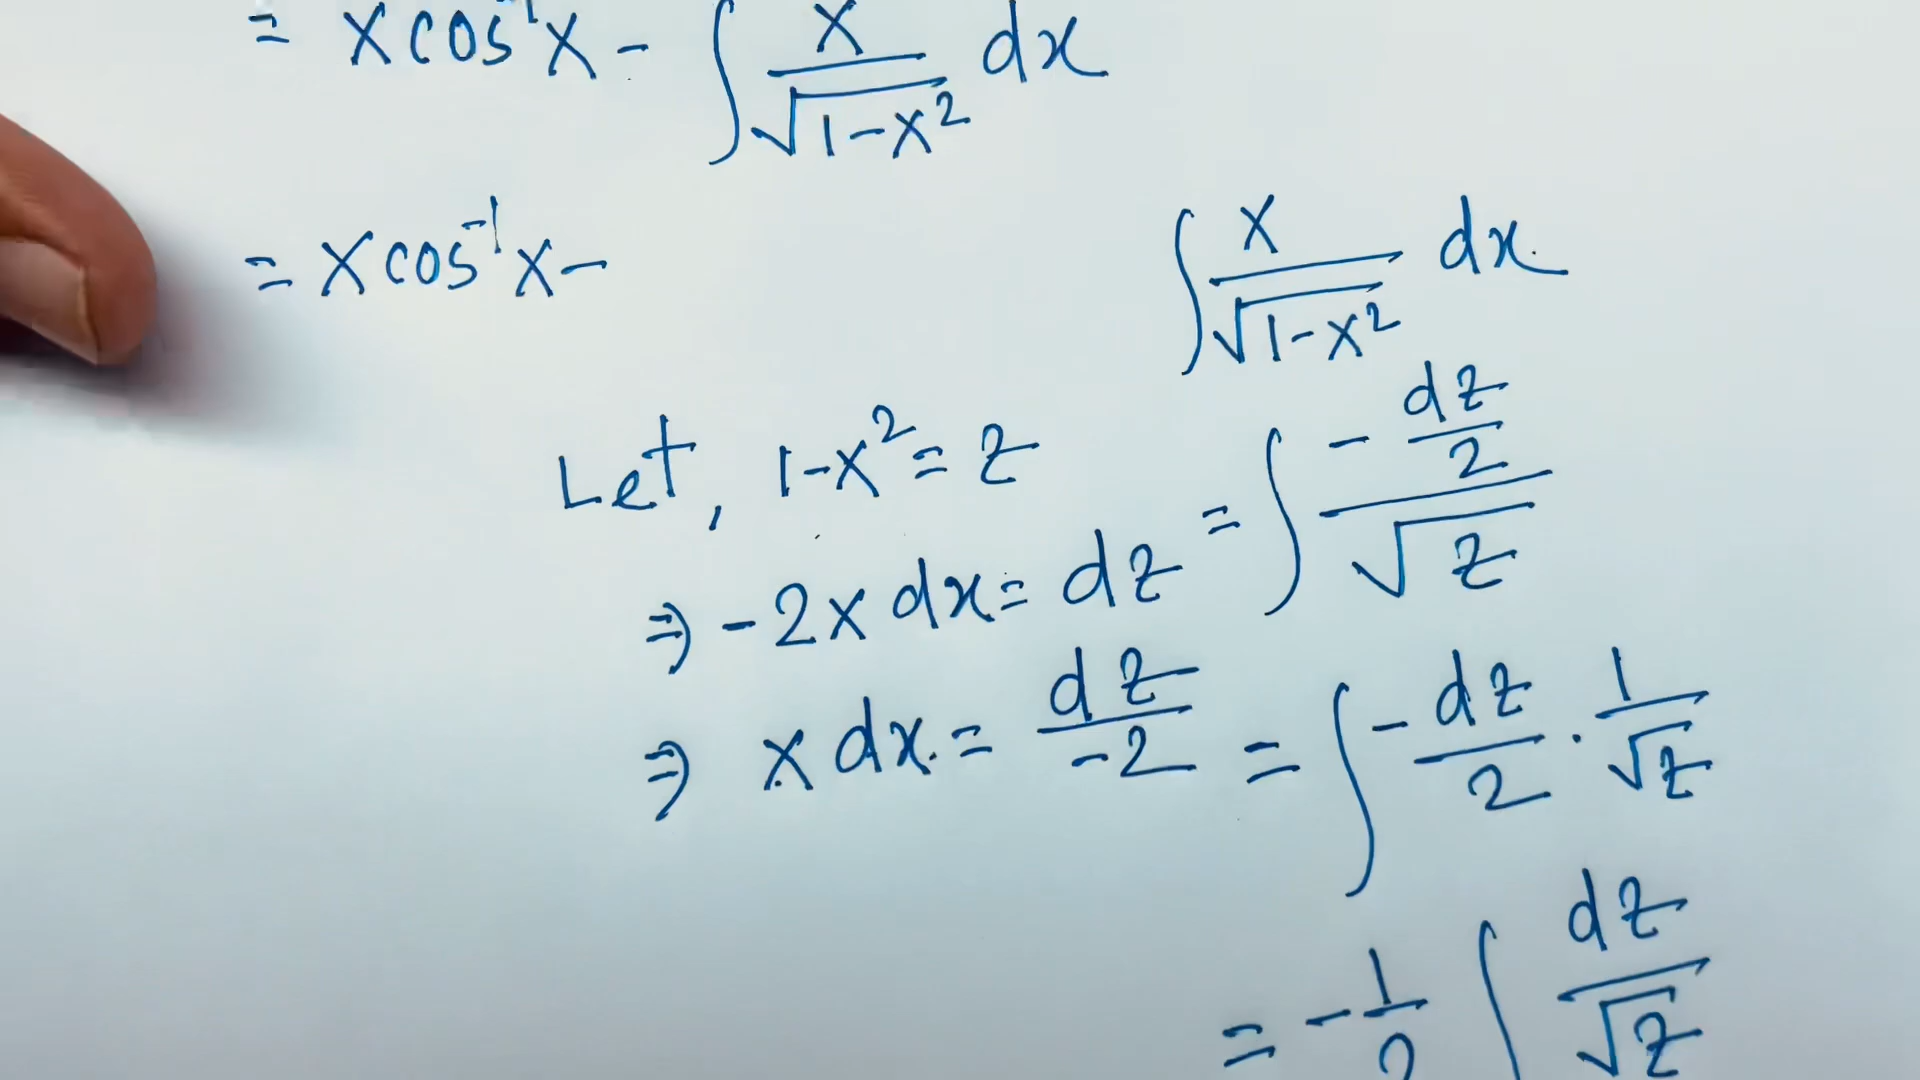 = x cos⁻¹x - ∫ x/√(1-x²) dx
= x cos⁻¹x -
∫ x/√(1-x²) dx
Let, 1-x² = z
= ∫ (-dz/2)/√z
⇒ -2x dx = dz
⇒ x dx = dz/-2
= ∫ -dz/2 · 1/√z
= -1/2 ∫ dz/√z